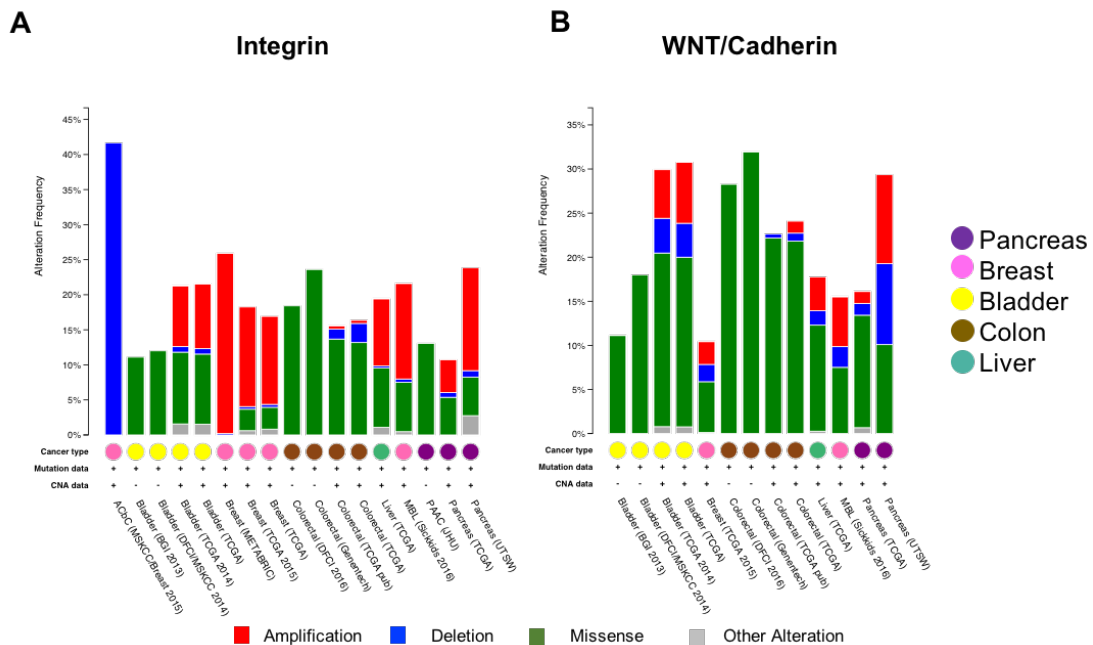 A
Integrin
Alteration Frequency
45%
40%
35%
30%
25%
20%
15%
10%
5%
0%
Cancer type
Mutation data + + + + + + + + + + + + + + + + +
CNA data + - - + + + + + - - + + + + - + +
ACbC (MSKCC/Breast 2015)
Bladder (BGI 2013)
Bladder (DFCI/MSKCC 2014)
Bladder (TCGA 2014)
Bladder (TCGA)
Breast (METABRIC)
Breast (TCGA 2015)
Breast (TCGA)
Colorectal (DFCI 2016)
Colorectal (Genentech)
Colorectal (TCGA pub)
Colorectal (TCGA)
Liver (TCGA)
MBL (Sickkids 2016)
PAAC (JHU)
Pancreas (TCGA)
Pancreas (UTSW)
B
WNT/Cadherin
Alteration Frequency
35%
30%
25%
20%
15%
10%
5%
0%
Cancer type
Mutation data + + + + + + + + + + + + +
CNA data - - + + + - - + + + + + +
Bladder (BGI 2013)
Bladder (DFCI/MSKCC 2014)
Bladder (TCGA 2014)
Bladder (TCGA)
Breast (TCGA 2015)
Colorectal (DFCI 2016)
Colorectal (Genentech)
Colorectal (TCGA pub)
Colorectal (TCGA)
Liver (TCGA)
MBL (Sickkids 2016)
Pancreas (TCGA)
Pancreas (UTSW)
Pancreas
Breast
Bladder
Colon
Liver
Amplification Deletion Missense Other Alteration